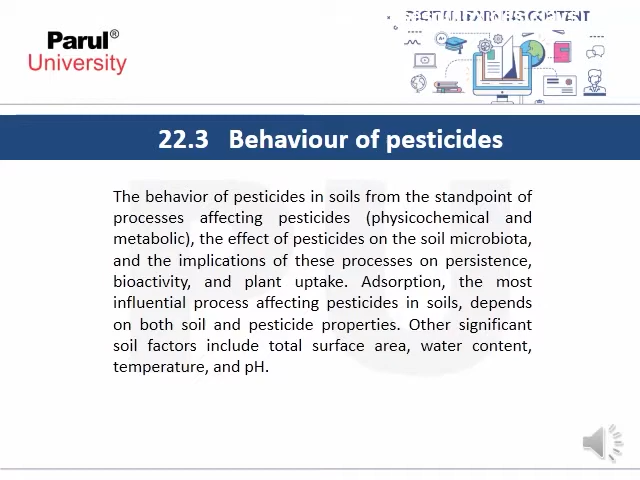 Parul®
University
CONTENT
22.3 Behaviour of pesticides
The behavior of pesticides in soils from the standpoint of
processes affecting pesticides (physicochemical and
metabolic), the effect of pesticides on the soil microbiota,
and the implications of these processes on persistence,
bioactivity, and plant uptake. Adsorption, the most
influential process affecting pesticides in soils, depends
on both soil and pesticide properties. Other significant
soil factors include total surface area, water content,
temperature, and pH.